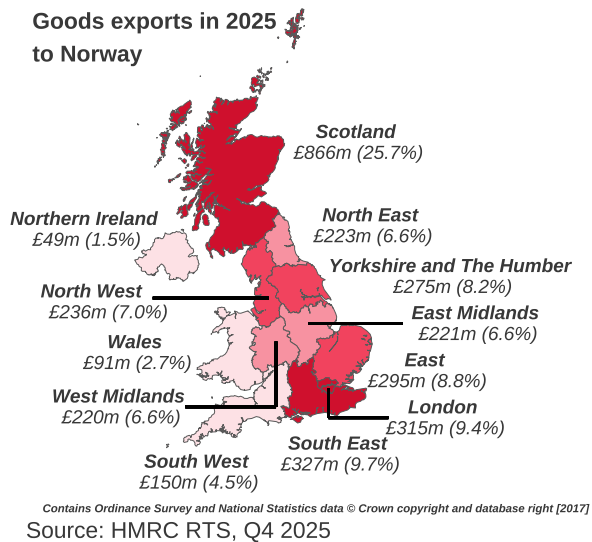 Goods exports in 2025
to Norway
Scotland
£866m (25.7%)
Northern Ireland
£49m (1.5%)
North East
£223m (6.6%)
Yorkshire and The Humber
£275m (8.2%)
North West
£236m (7.0%)
East Midlands
£221m (6.6%)
Wales
£91m (2.7%)
East
£295m (8.8%)
West Midlands
£220m (6.6%)
London
£315m (9.4%)
South East
£327m (9.7%)
South West
£150m (4.5%)
Contains Ordinance Survey and National Statistics data © Crown copyright and database right [2017]
Source: HMRC RTS, Q4 2025